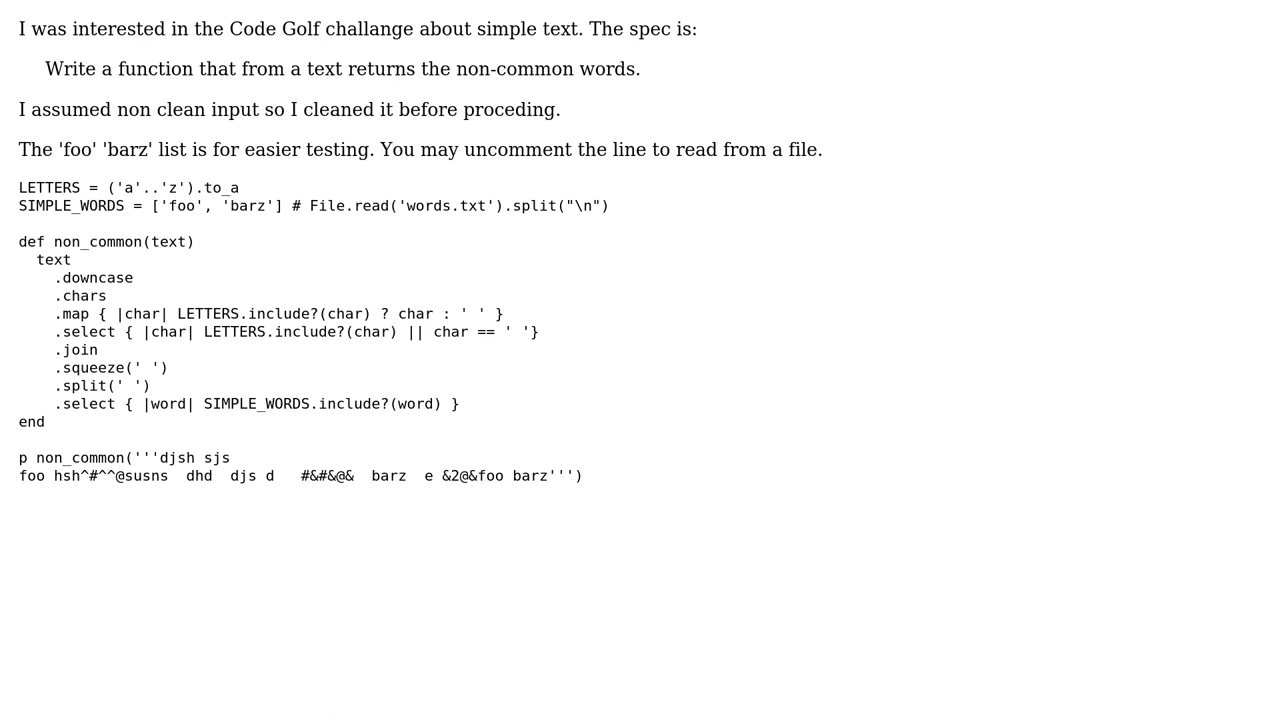 I was interested in the Code Golf challange about simple text. The spec is:
Write a function that from a text returns the non-common words.
I assumed non clean input so I cleaned it before proceding.
The 'foo' 'barz' list is for easier testing. You may uncomment the line to read from a file.
LETTERS = ('a'..'z').to_a
SIMPLE_WORDS = ['foo', 'barz'] # File.read('words.txt').split("\n")
def non_common(text)
  text
    .downcase
    .chars
    .map { |char| LETTERS.include?(char) ? char : ' ' }
    .select { |char| LETTERS.include?(char) || char == ' '}
    .join
    .squeeze(' ')
    .split(' ')
    .select { |word| SIMPLE_WORDS.include?(word) }
end
p non_common('''djsh sjs
foo hsh^#^^@susns  dhd  djs d   #&#&@&  barz  e &2@&foo barz''')